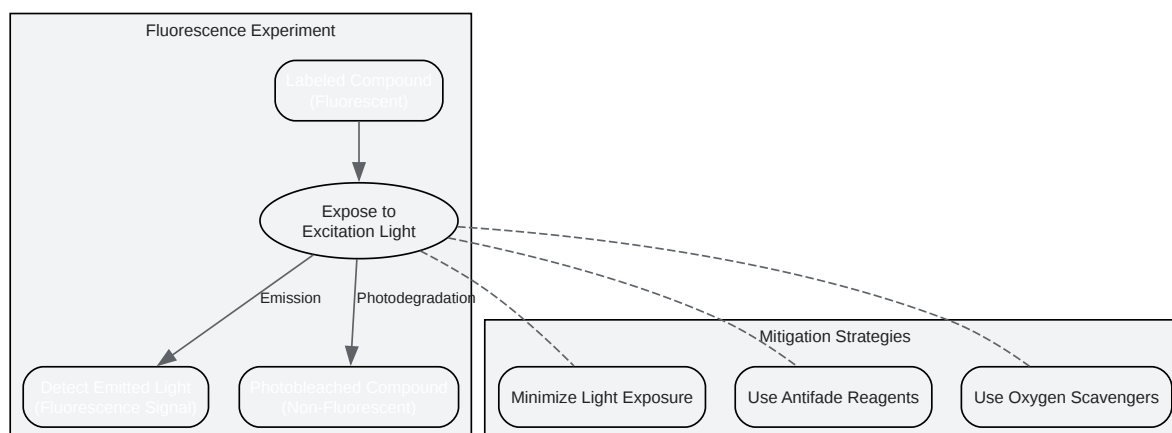 Fluorescence Experiment
Labeled Compound
(Fluorescent)
Expose to
Excitation Light
Emission
Photodegradation
Mitigation Strategies
Detect Emitted Light
(Fluorescence Signal)
Photobleached Compound
(Non-Fluorescent)
Minimize Light Exposure
Use Antifade Reagents
Use Oxygen Scavengers